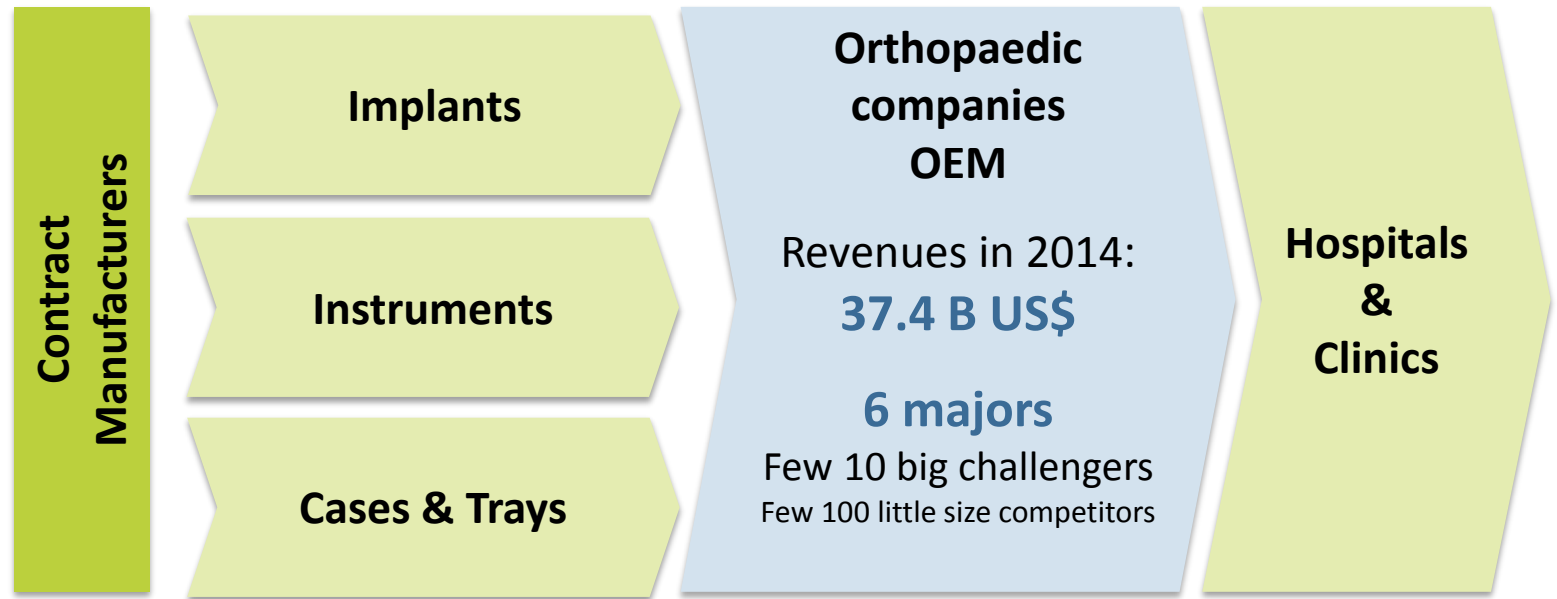 Contract
Manufacturers
Implants
Instruments
Cases & Trays
Orthopaedic
companies
OEM
Revenues in 2014:
37.4 B US$
6 majors
Few 10 big challengers
Few 100 little size competitors
Hospitals
&
Clinics